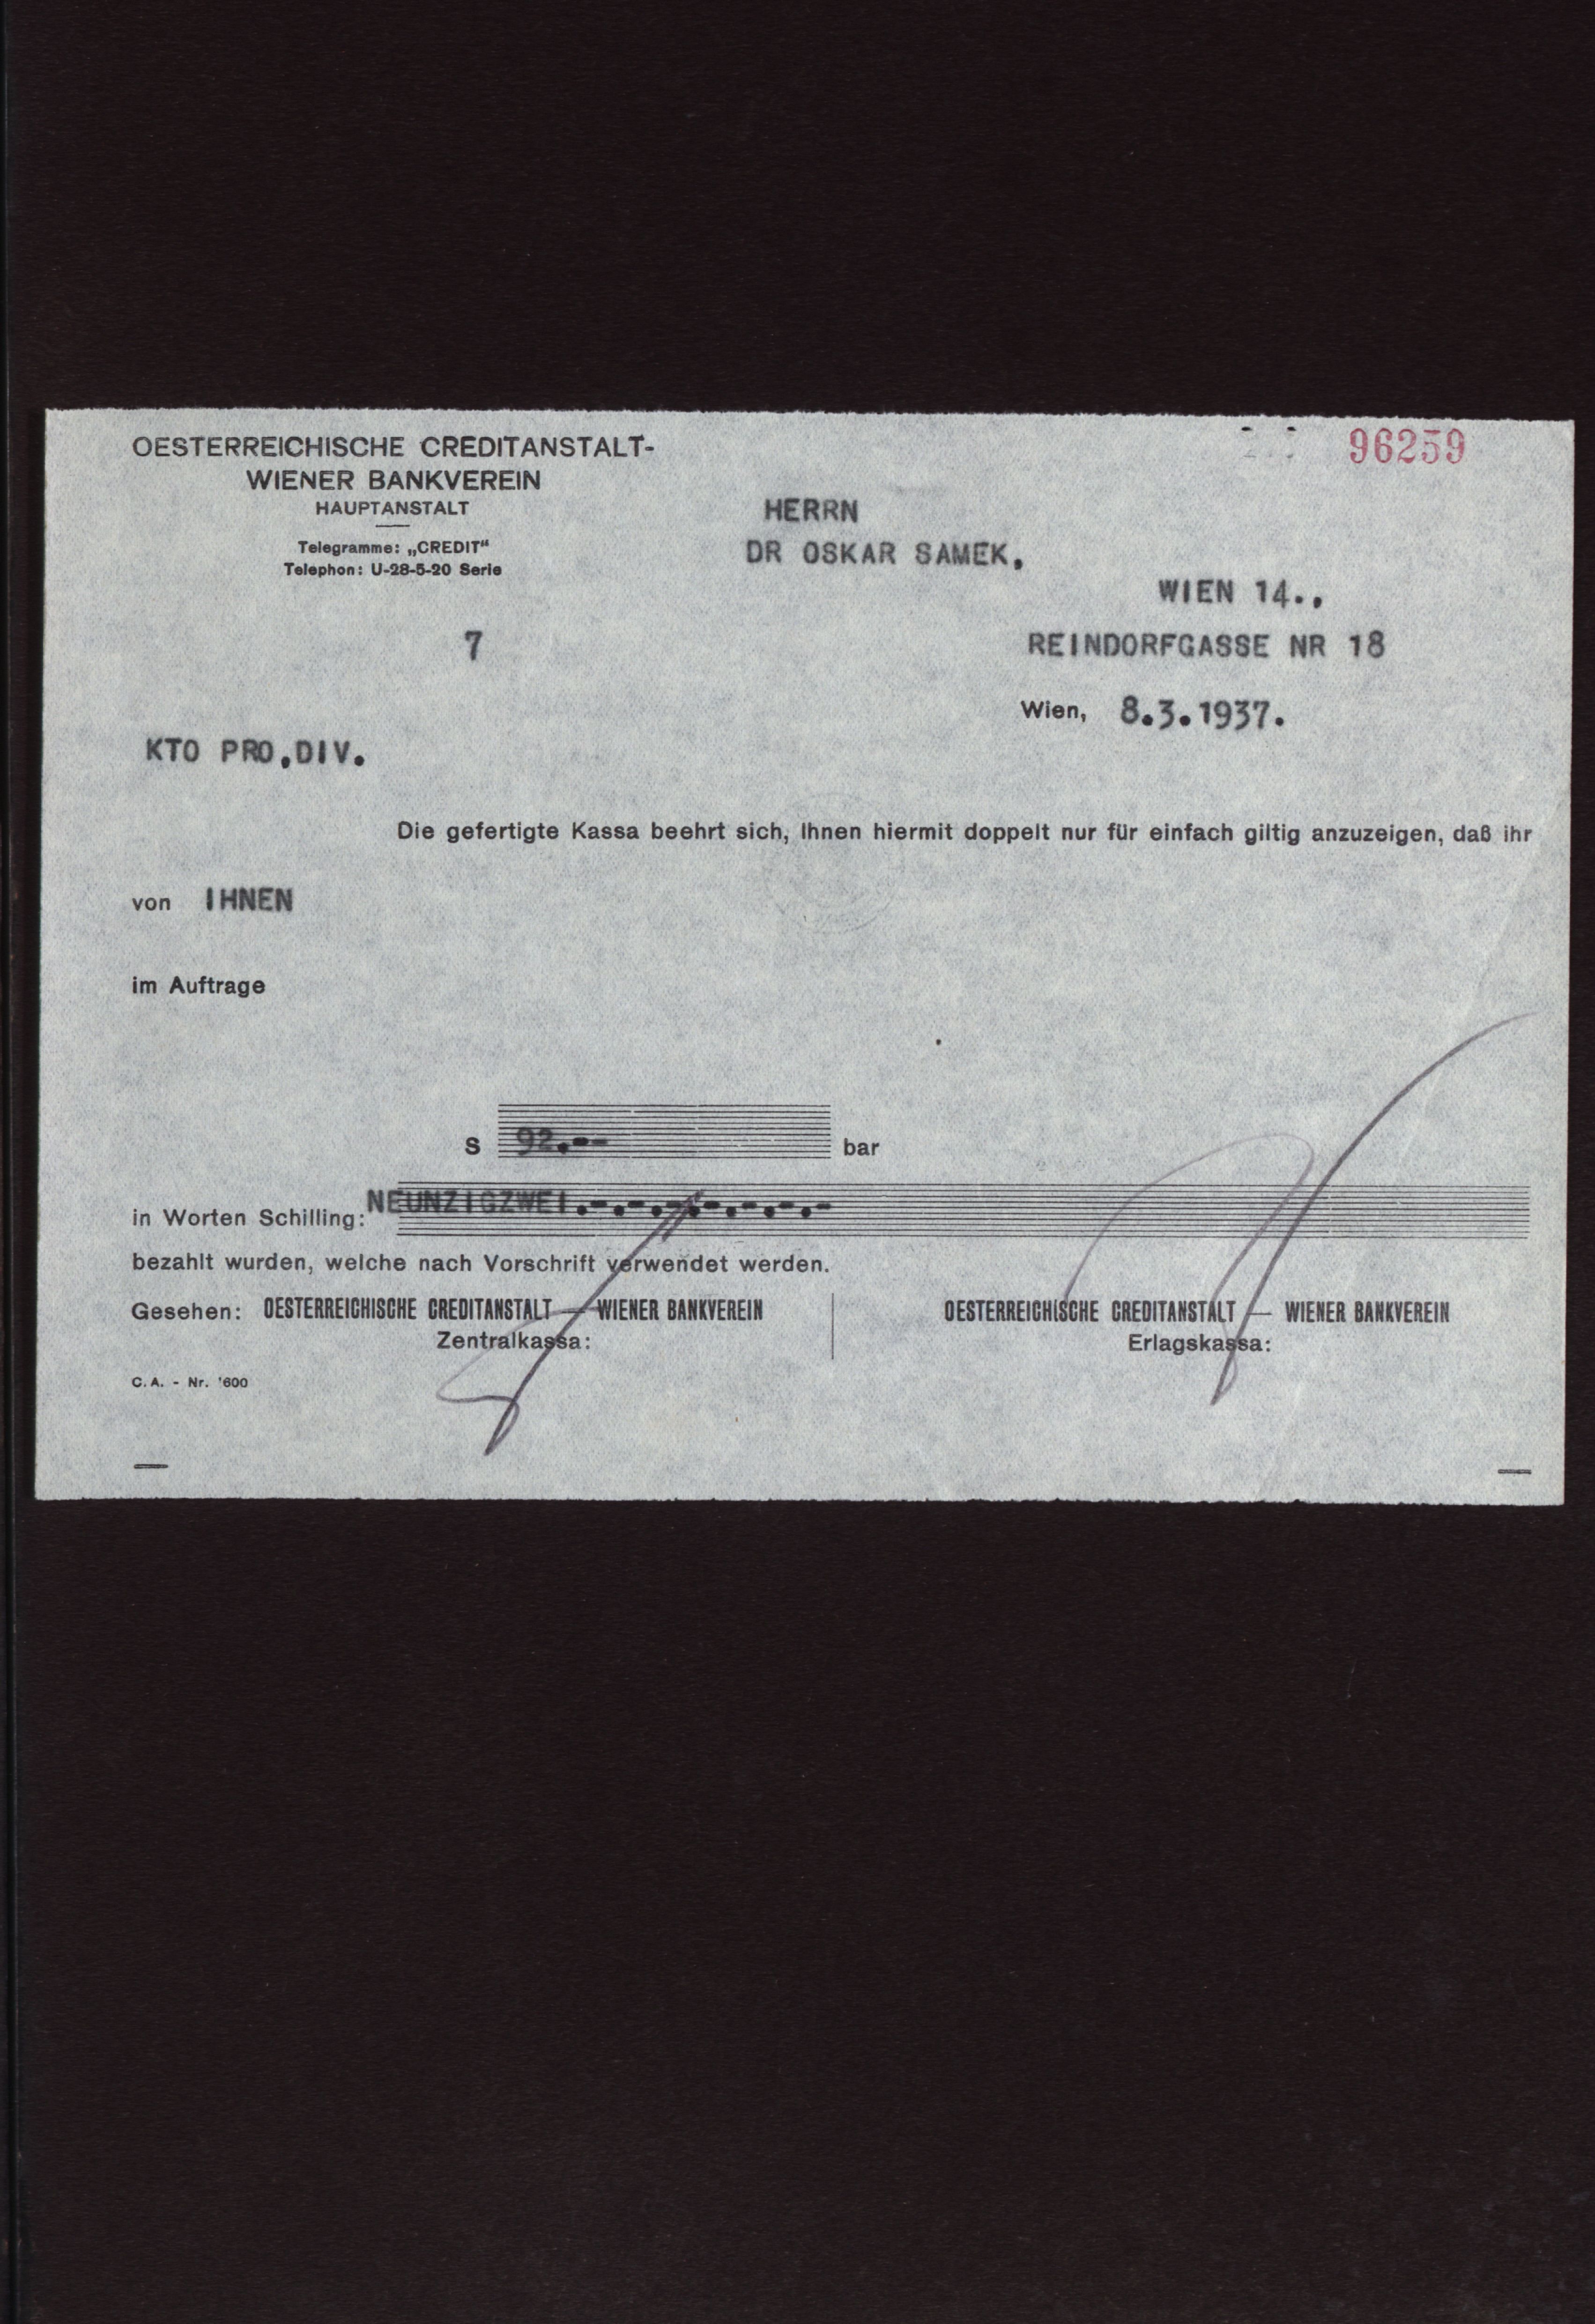 OESTERREICHISCHE CREDITANSTALT-
WIENER BANKVEREIN
HAUPTANSTALT
Telegramme: „CREDIT“
Telephon: U-28-5-20 Serie
96259
HERRN
DR OSKAR SAMEK,
WIEN 14.,
7
REINDORFGASSE NR 18
Wien, 8.3.1937.
KTO PRO.DIV.
Die gefertigte Kassa beehrt sich, Ihnen hiermit doppelt nur für einfach giltig anzuzeigen, daß ihr
von IHNEN
im Auftrage
S 92.-- bar
in Worten Schilling: NEUNZIGZWEI.-.-.-.-.-.-.-
bezahlt wurden, welche nach Vorschrift verwendet werden.
Gesehen: OESTERREICHISCHE CREDITANSTALT — WIENER BANKVEREIN
Zentralkassa:
OESTERREICHISCHE CREDITANSTALT — WIENER BANKVEREIN
Erlagskassa:
C. A. - Nr. '600